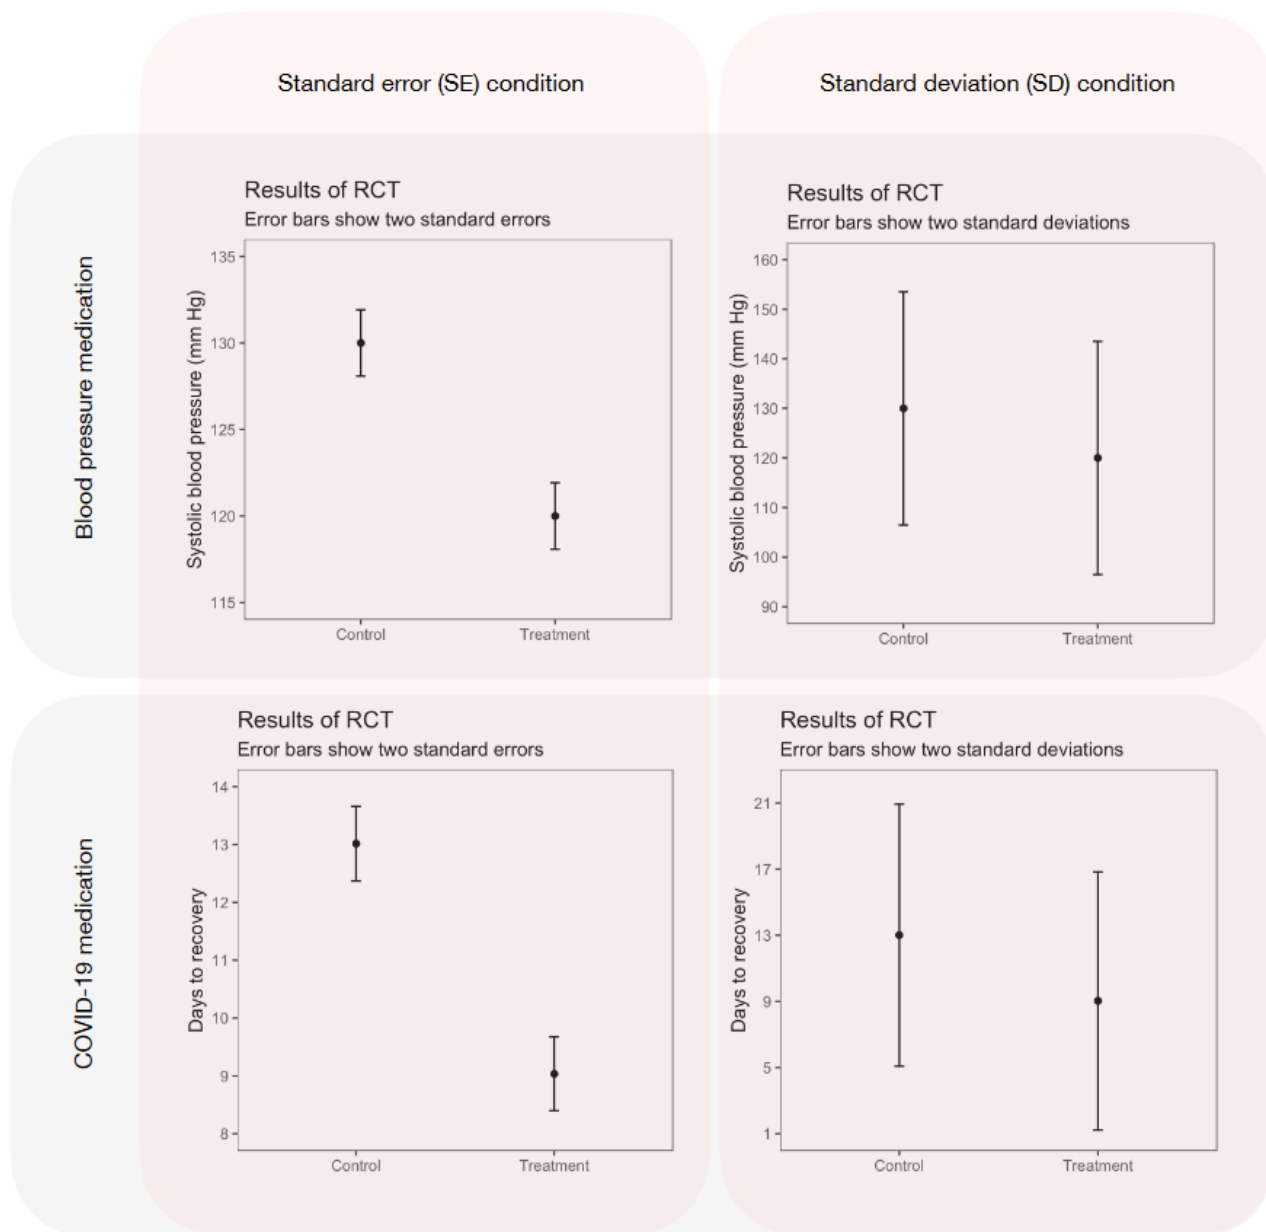 Standard error (SE) condition
Standard deviation (SD) condition
Blood pressure medication
Results of RCT
Error bars show two standard errors
Systolic blood pressure (mm Hg)
135
130
125
120
115
Control
Treatment
Results of RCT
Error bars show two standard deviations
Systolic blood pressure (mm Hg)
160
150
140
130
120
110
100
90
Control
Treatment
COVID-19 medication
Results of RCT
Error bars show two standard errors
Days to recovery
14
13
12
11
10
9
8
Control
Treatment
Results of RCT
Error bars show two standard deviations
Days to recovery
21
17
13
9
5
1
Control
Treatment